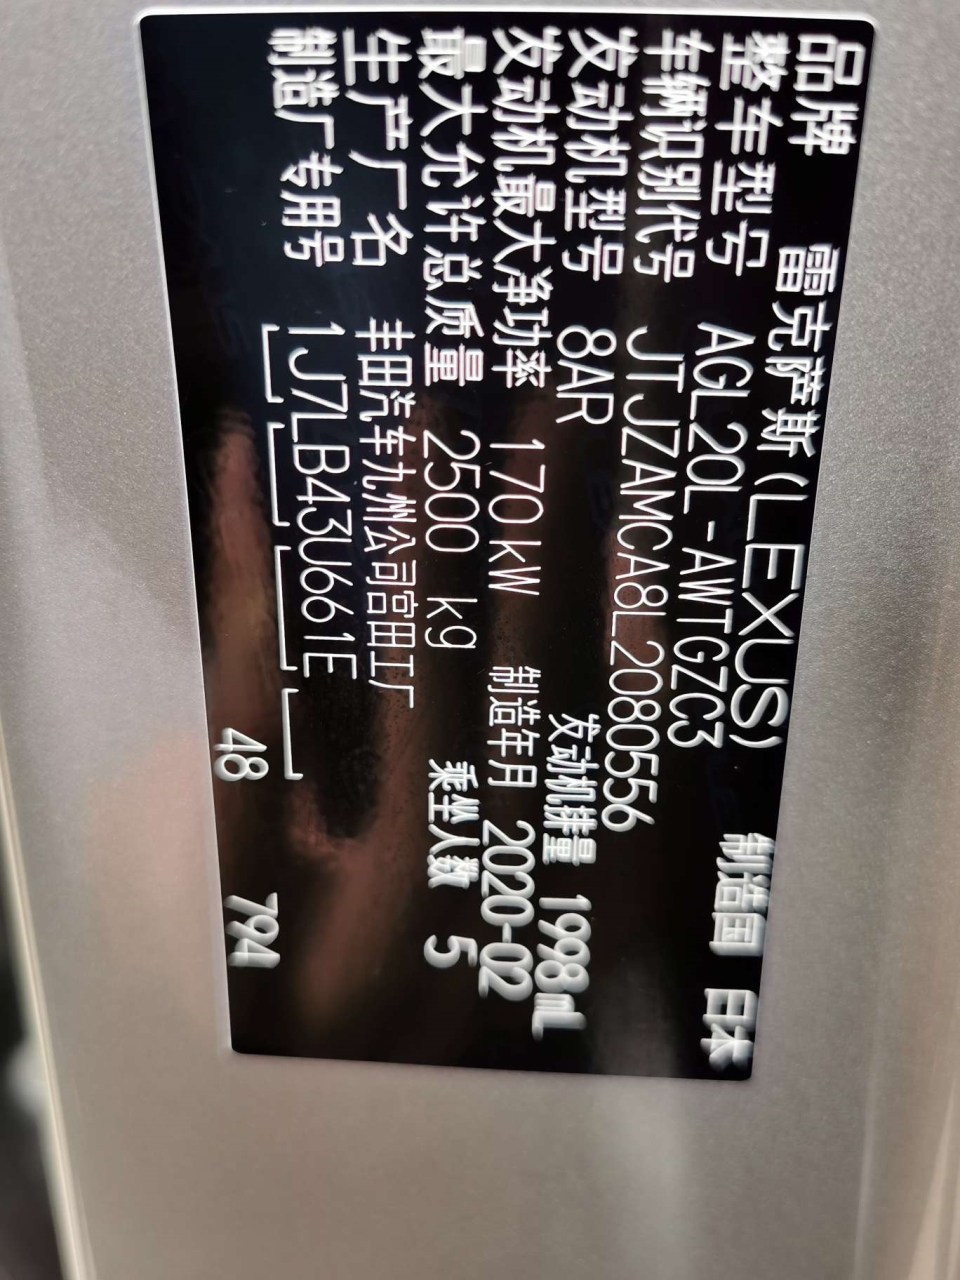 品牌 雷克萨斯(LEXUS) 制造国 日本
整车型号 AGL20L-AWTGZC3
车辆识别代号 JTJZAMCA8L2080556
发动机型号 8AR 发动机排量 1998mL
发动机最大净功率 170kW 制造年月 2020-02
最大允许总质量 2500 kg 乘坐人数 5
生产厂名 丰田汽车九州公司宫田工厂
制造厂专用号 1J7LB43U661E
48 794